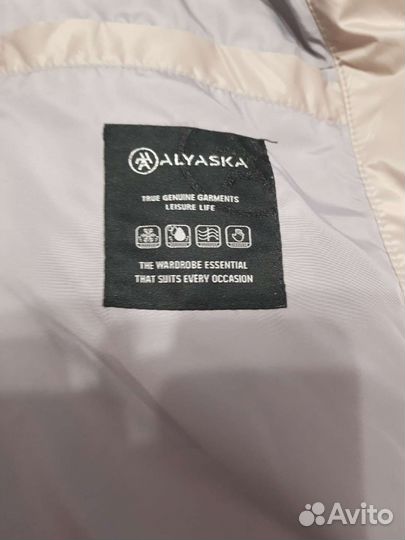 ALYASKA
TRUE GENUINE GARMENTS
LEISURE LIFE
THE WARDROBE ESSENTIAL
THAT SUITS EVERY OCCASION
Avito